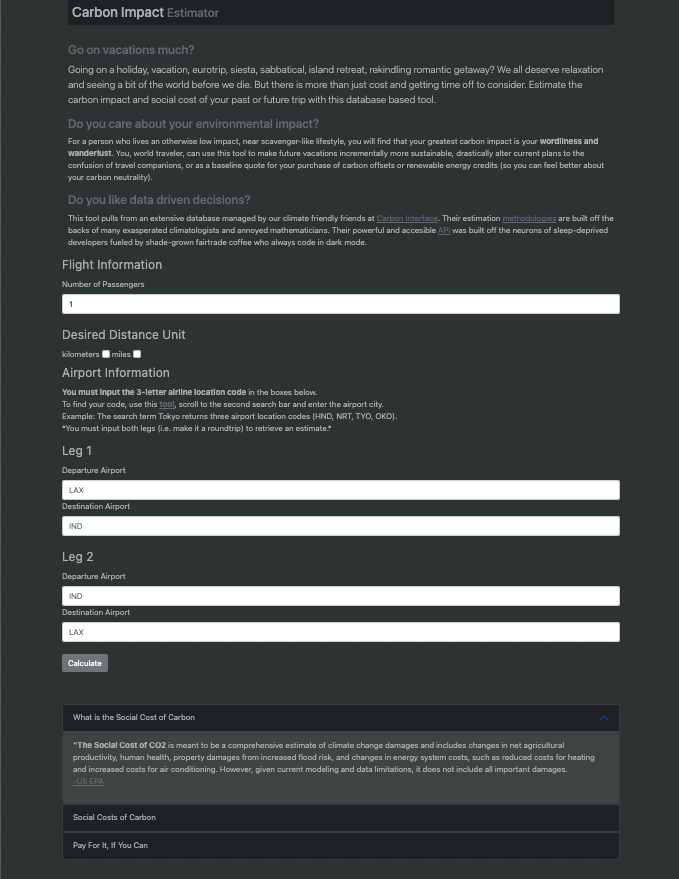 Carbon Impact Estimator
Go on vacations much?
Going on a holiday, vacation, eurotrip, siesta, sabbatical, island retreat, rekindling romantic getaway? We all deserve relaxation
and seeing a bit of the world before we die. But there is more than just cost and getting time off to consider. Estimate the
carbon impact and social cost of your past or future trip with this database based tool.
Do you care about your environmental impact?
For a person who lives an otherwise low impact, near scavenger-like lifestyle, you will find that your greatest carbon impact is your wordliness and
wanderlust. You, world traveler, can use this tool to make future vacations incrementally more sustainable, drastically alter current plans to the
confusion of travel companions, or as a baseline quote for your purchase of carbon offsets or renewable energy credits (so you can feel better about
your carbon neutrality).
Do you like data driven decisions?
This tool pulls from an extensive database managed by our climate friendly friends at Carbon Interface. Their estimation methodologies are built off the
backs of many exasperated climatologists and annoyed mathematicians. Their powerful and accesible API was built off the neurons of sleep-deprived
developers fueled by shade-grown fairtrade coffee who always code in dark mode.
Flight Information
Number of Passengers
1
Desired Distance Unit
kilometers miles
Airport Information
You must input the 3-letter airline location code in the boxes below.
To find your code, use this tool, scroll to the second search bar and enter the airport city.
Example: The search term Tokyo returns three airport location codes (HND, NRT, TYO, OKO).
*You must input both legs (i.e. make it a roundtrip) to retrieve an estimate.*
Leg 1
Departure Airport
LAX
Destination Airport
IND
Leg 2
Departure Airport
IND
Destination Airport
LAX
Calculate
What is the Social Cost of Carbon
"The Social Cost of CO2 is meant to be a comprehensive estimate of climate change damages and includes changes in net agricultural
productivity, human health, property damages from increased flood risk, and changes in energy system costs, such as reduced costs for heating
and increased costs for air conditioning. However, given current modeling and data limitations, it does not include all important damages.
-US EPA
Social Costs of Carbon
Pay For It, If You Can